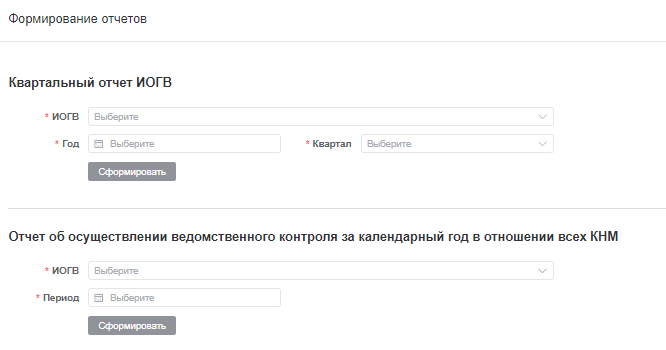 Формирование отчетов
Квартальный отчет ИОГВ
* ИОГВ Выберите
* Год Выберите * Квартал Выберите
Сформировать
Отчет об осуществлении ведомственного контроля за календарный год в отношении всех КНМ
* ИОГВ Выберите
* Период Выберите
Сформировать